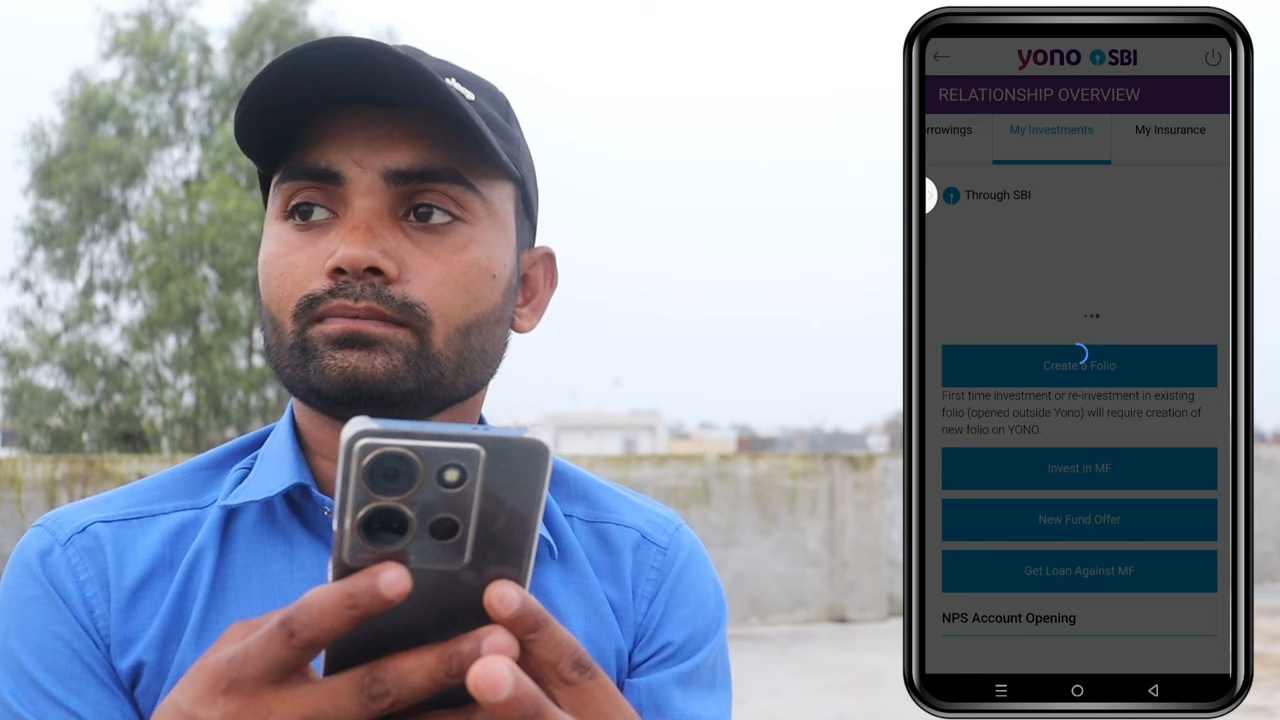 yono SBI
RELATIONSHIP OVERVIEW
rrowings
My Investments
My Insurance
Through SBI
Create a Folio
First time investment or re-investment in existing
folio (opened outside Yono) will require creation of
new folio on YONO.
Invest in MF
New Fund Offer
Get Loan Against MF
NPS Account Opening